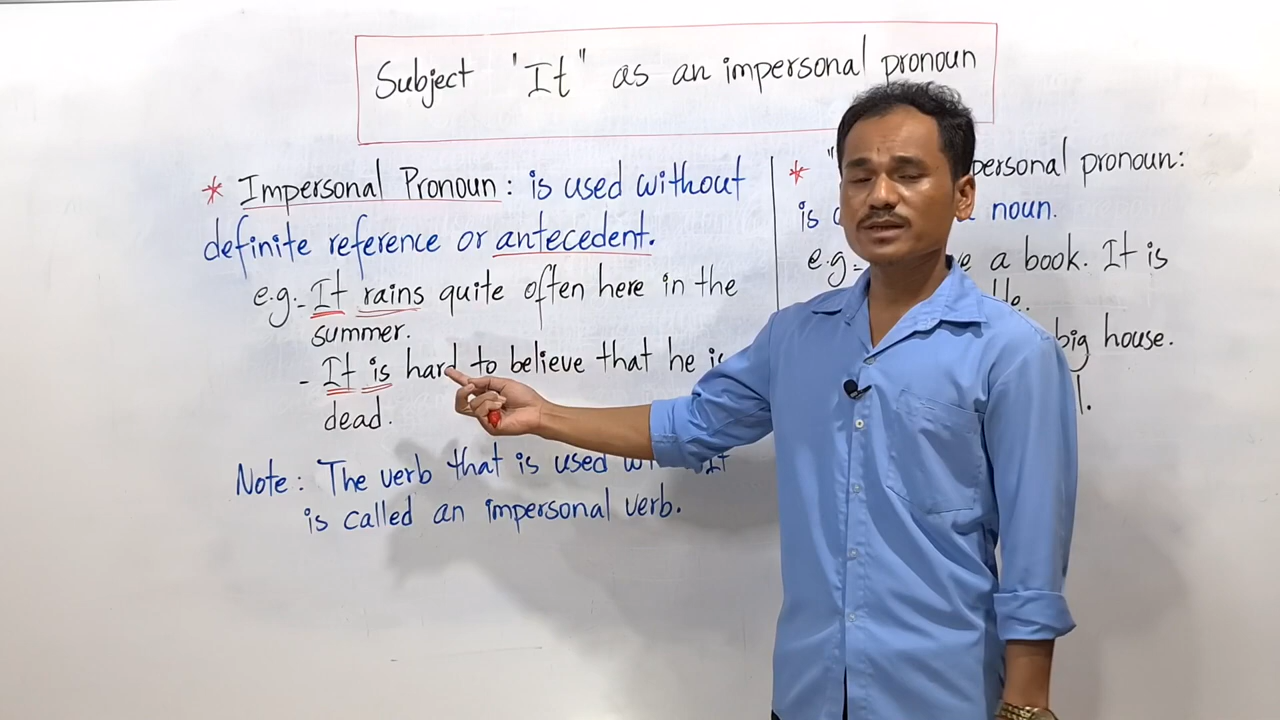 Subject "It" as an impersonal pronoun
* Impersonal Pronoun: is used without
definite reference or antecedent.
e.g.- It rains quite often here in the
summer.
- It is hard to believe that he is
dead.
Note: The verb that is used It
is called an impersonal verb.
* " personal pronoun:
is a noun.
e.g- a book. It is
big house.